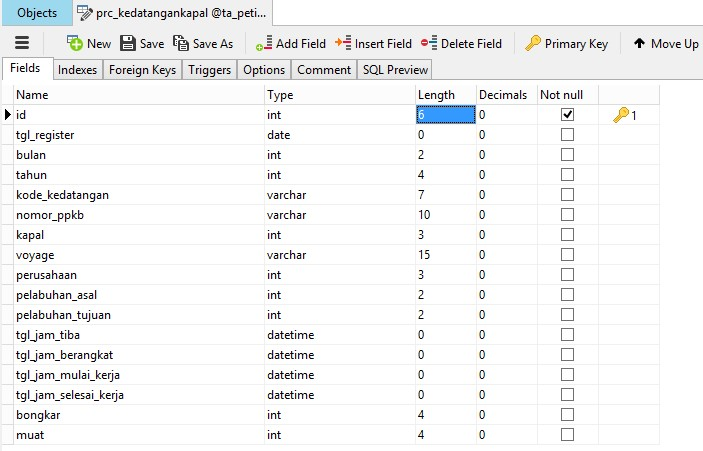 Objects prc_kedatangankapal @ta_peti...
New Save Save As Add Field Insert Field Delete Field Primary Key Move Up
Fields Indexes Foreign Keys Triggers Options Comment SQL Preview
Name Type Length Decimals Not null
id int 6 0 1
tgl_register date 0 0
bulan int 2 0
tahun int 4 0
kode_kedatangan varchar 7 0
nomor_ppkb varchar 10 0
kapal int 3 0
voyage varchar 15 0
perusahaan int 3 0
pelabuhan_asal int 2 0
pelabuhan_tujuan int 2 0
tgl_jam_tiba datetime 0 0
tgl_jam_berangkat datetime 0 0
tgl_jam_mulai_kerja datetime 0 0
tgl_jam_selesai_kerja datetime 0 0
bongkar int 4 0
muat int 4 0